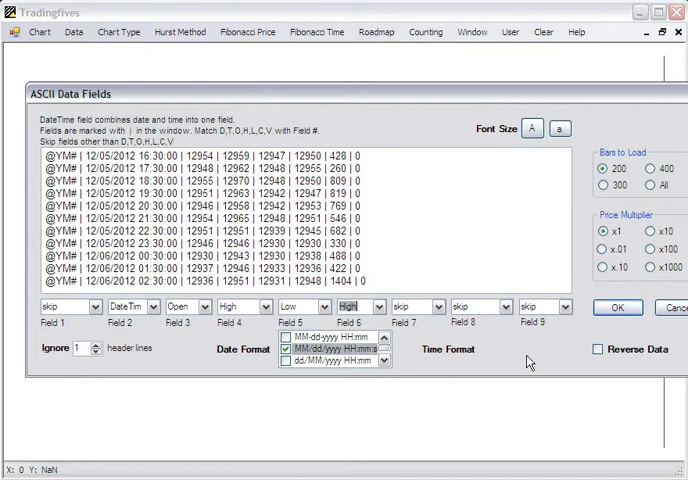 Tradingfives
Chart Data Chart Type Hurst Method Fibonacci Price Fibonacci Time Roadmap Counting Window User Clear Help
ASCII Data Fields
DateTime field combines date and time into one field.
Fields are marked with | in the window. Match D,T,O,H,L,C,V with Field #.
Skip fields other than D,T,O,H,L,C,V
Font Size A a
@YM# | 12/05/2012 16:30:00 | 12954 | 12959 | 12947 | 12950 | 428 | 0
@YM# | 12/05/2012 17:30:00 | 12948 | 12962 | 12948 | 12955 | 260 | 0
@YM# | 12/05/2012 18:30:00 | 12955 | 12970 | 12948 | 12950 | 809 | 0
@YM# | 12/05/2012 19:30:00 | 12951 | 12963 | 12942 | 12947 | 819 | 0
@YM# | 12/05/2012 20:30:00 | 12946 | 12958 | 12942 | 12953 | 769 | 0
@YM# | 12/05/2012 21:30:00 | 12954 | 12965 | 12948 | 12951 | 546 | 0
@YM# | 12/05/2012 22:30:00 | 12951 | 12951 | 12939 | 12945 | 682 | 0
@YM# | 12/05/2012 23:30:00 | 12946 | 12946 | 12930 | 12930 | 330 | 0
@YM# | 12/06/2012 00:30:00 | 12930 | 12943 | 12930 | 12938 | 488 | 0
@YM# | 12/06/2012 01:30:00 | 12937 | 12946 | 12933 | 12936 | 422 | 0
@YM# | 12/06/2012 02:30:00 | 12936 | 12951 | 12931 | 12948 | 1404 | 0
Bars to Load
200 400
300 All
Price Multiplier
x1 x10
x.01 x100
x.10 x1000
skip DateTim Open High Low High skip skip skip
Field 1 Field 2 Field 3 Field 4 Field 5 Field 6 Field 7 Field 8 Field 9
OK Cance
Ignore 1 header lines
Date Format
MM-dd-yyyy HH:mm
MM/dd/yyyy HH:mm:s
dd/MM/yyyy HH:mm
Time Format
Reverse Data
X: 0 Y: NaN